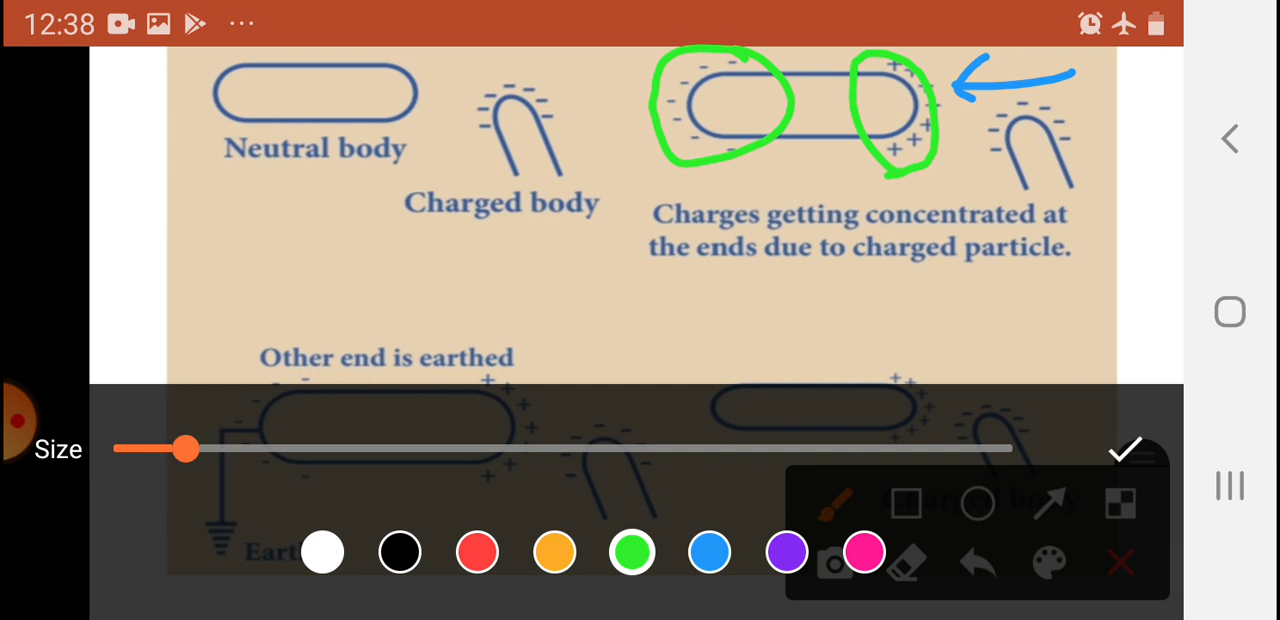 12:38
Neutral body
Charged body
Charges getting concentrated at
the ends due to charged particle.
Other end is earthed
Size